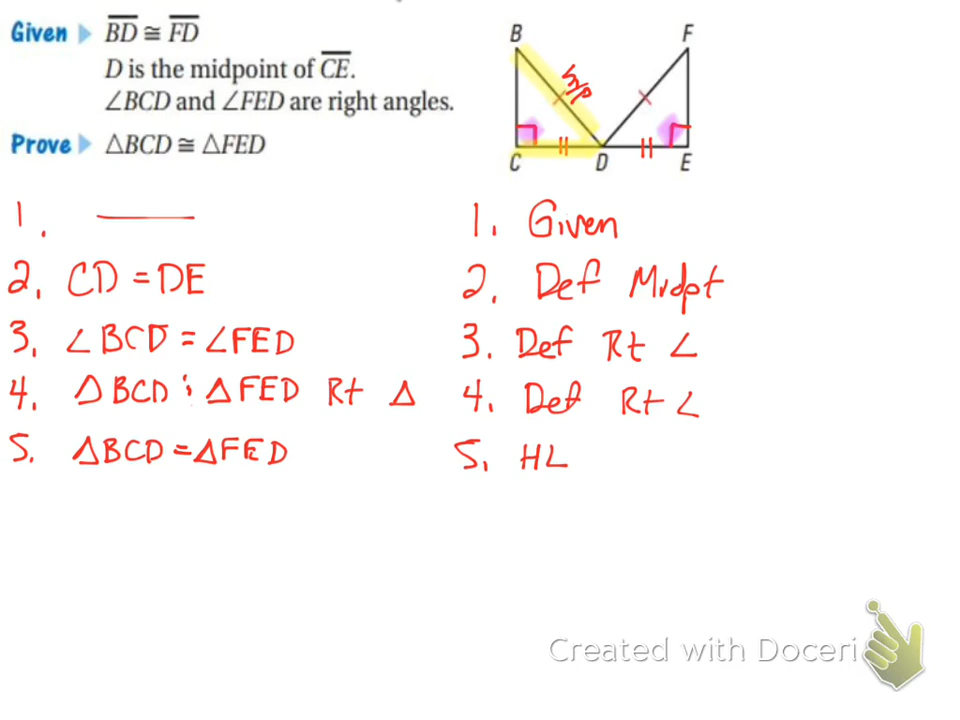 Given ▶ BD ≅ FD
D is the midpoint of CE.
∠BCD and ∠FED are right angles.
Prove ▶ △BCD ≅ △FED
B
F
C
D
E
1. ——— 1. Given
2. CD = DE 2. Def Midpt
3. ∠BCD = ∠FED 3. Def Rt ∠
4. △BCD : △FED Rt △ 4. Def Rt ∠
5. △BCD = △FED 5. HL
Created with Doceri